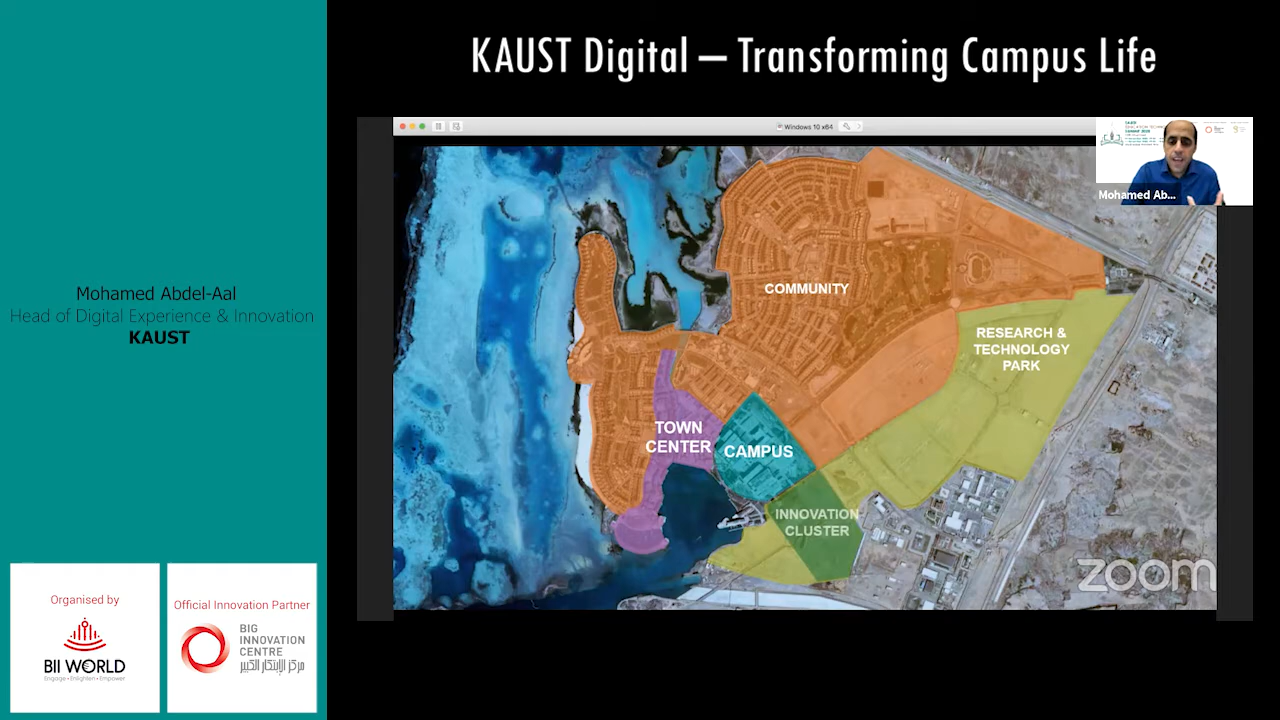 KAUST Digital – Transforming Campus Life
Mohamed Abdel-Aal
Head of Digital Experience & Innovation
KAUST
Organised by
BII WORLD
Engage • Enlighten • Empower
Official Innovation Partner
BIG
INNOVATION
CENTRE
مركز الإبتكار الكبير
Windows 10 x64
Mohamed Ab...
COMMUNITY
RESEARCH &
TECHNOLOGY
PARK
TOWN
CENTER
CAMPUS
INNOVATION
CLUSTER
zoom